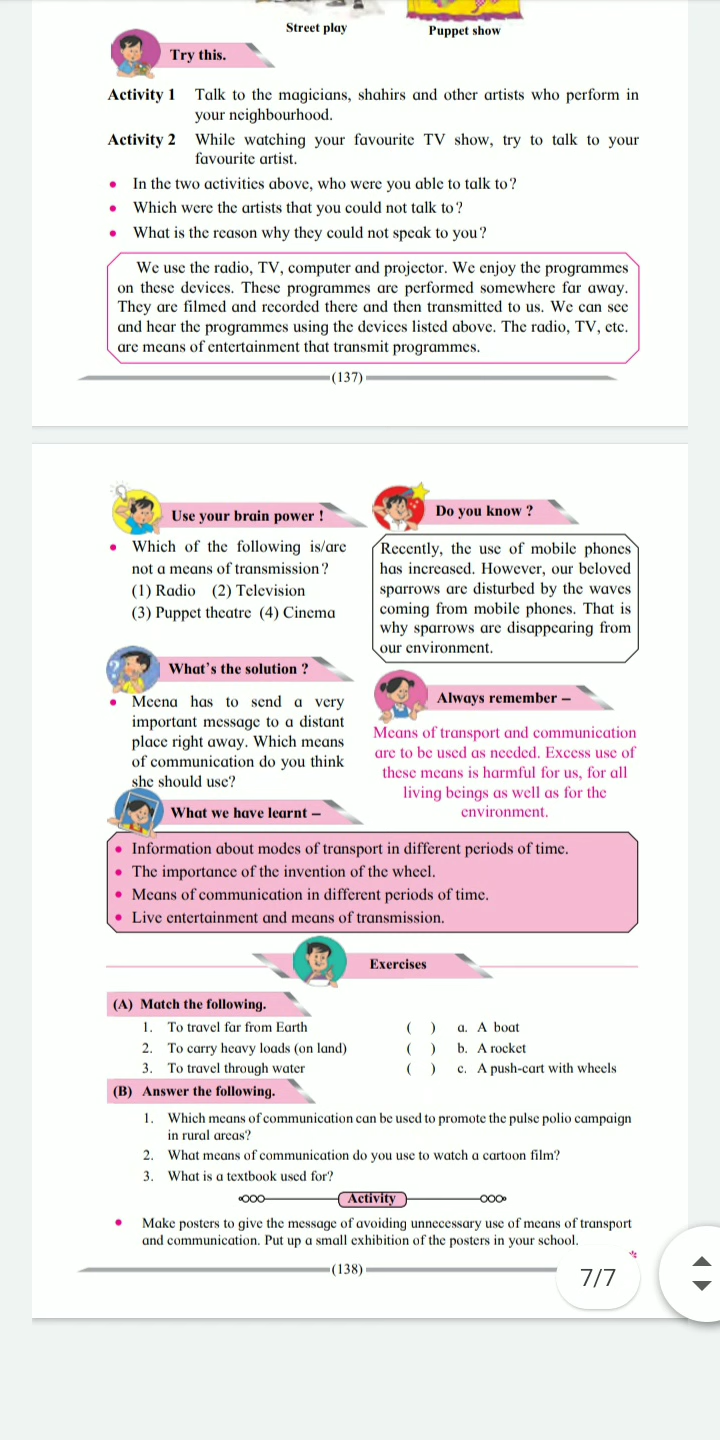 Street play
Puppet show
Try this.
Activity 1 Talk to the magicians, shahirs and other artists who perform in
your neighbourhood.
Activity 2 While watching your favourite TV show, try to talk to your
favourite artist.
• In the two activities above, who were you able to talk to?
• Which were the artists that you could not talk to?
• What is the reason why they could not speak to you?
We use the radio, TV, computer and projector. We enjoy the programmes
on these devices. These programmes are performed somewhere far away.
They are filmed and recorded there and then transmitted to us. We can see
and hear the programmes using the devices listed above. The radio, TV, etc.
are means of entertainment that transmit programmes.
(137)
Use your brain power !
• Which of the following is/are
not a means of transmission?
(1) Radio (2) Television
(3) Puppet theatre (4) Cinema
What's the solution ?
• Meena has to send a very
important message to a distant
place right away. Which means
of communication do you think
she should use?
Do you know ?
Recently, the use of mobile phones
has increased. However, our beloved
sparrows are disturbed by the waves
coming from mobile phones. That is
why sparrows are disappearing from
our environment.
Always remember –
Means of transport and communication
are to be used as needed. Excess use of
these means is harmful for us, for all
living beings as well as for the
environment.
What we have learnt –
• Information about modes of transport in different periods of time.
• The importance of the invention of the wheel.
• Means of communication in different periods of time.
• Live entertainment and means of transmission.
Exercises
(A) Match the following.
1. To travel far from Earth ( ) a. A boat
2. To carry heavy loads (on land) ( ) b. A rocket
3. To travel through water ( ) c. A push-cart with wheels
(B) Answer the following.
1. Which means of communication can be used to promote the pulse polio campaign
in rural areas?
2. What means of communication do you use to watch a cartoon film?
3. What is a textbook used for?
Activity
• Make posters to give the message of avoiding unnecessary use of means of transport
and communication. Put up a small exhibition of the posters in your school.
(138)
7/7